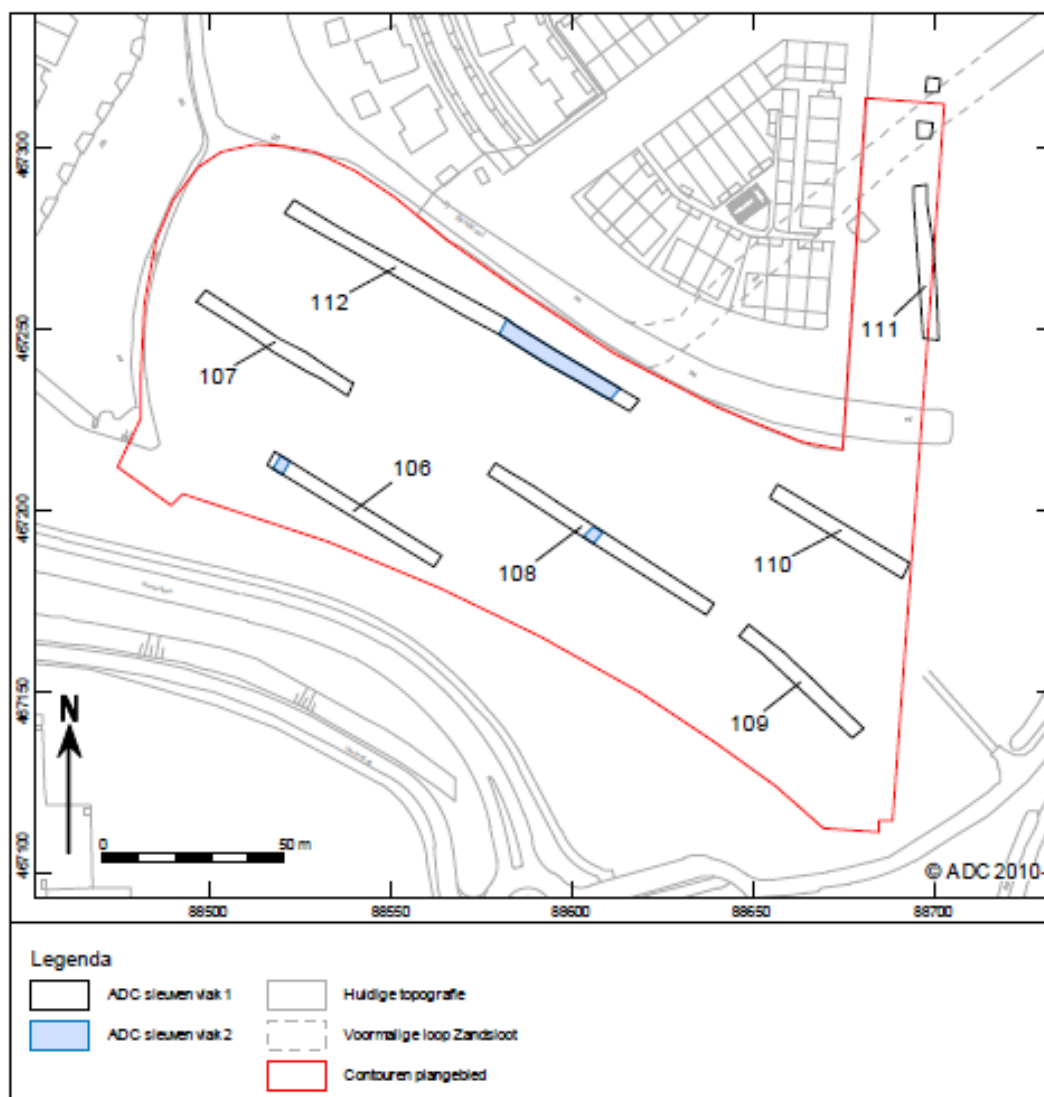 467300
467250
467200
467150
467100
112
107
106
108
111
110
109
N
0 50 m
© ADC 2010-
88500 88550 88600 88650 88700
Legenda
ADC sleuven vlak 1
ADC sleuven vlak 2
Huidige topografie
Voormalige loop Zandsloot
Contouren plangebied